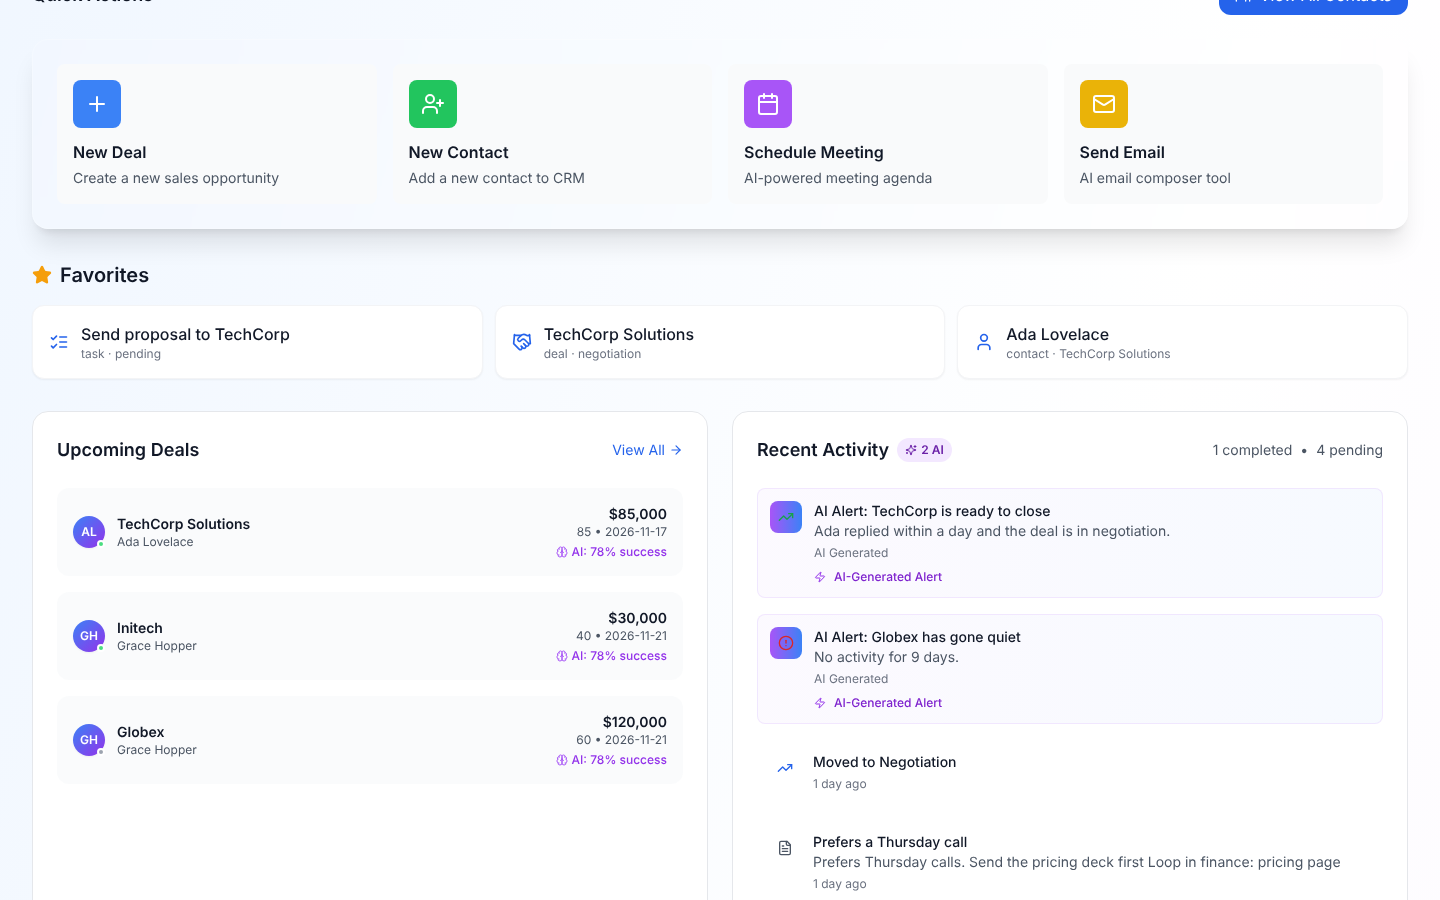 Quick Actions
View All Contacts
New Deal
Create a new sales opportunity
New Contact
Add a new contact to CRM
Schedule Meeting
AI-powered meeting agenda
Send Email
AI email composer tool
Favorites
Send proposal to TechCorp
task · pending
TechCorp Solutions
deal · negotiation
Ada Lovelace
contact · TechCorp Solutions
Upcoming Deals
View All
AL
TechCorp Solutions
Ada Lovelace
$85,000
85 • 2026-11-17
AI: 78% success
GH
Initech
Grace Hopper
$30,000
40 • 2026-11-21
AI: 78% success
GH
Globex
Grace Hopper
$120,000
60 • 2026-11-21
AI: 78% success
Recent Activity
2 AI
1 completed • 4 pending
AI Alert: TechCorp is ready to close
Ada replied within a day and the deal is in negotiation.
AI Generated
AI-Generated Alert
AI Alert: Globex has gone quiet
No activity for 9 days.
AI Generated
AI-Generated Alert
Moved to Negotiation
1 day ago
Prefers a Thursday call
Prefers Thursday calls. Send the pricing deck first Loop in finance: pricing page
1 day ago